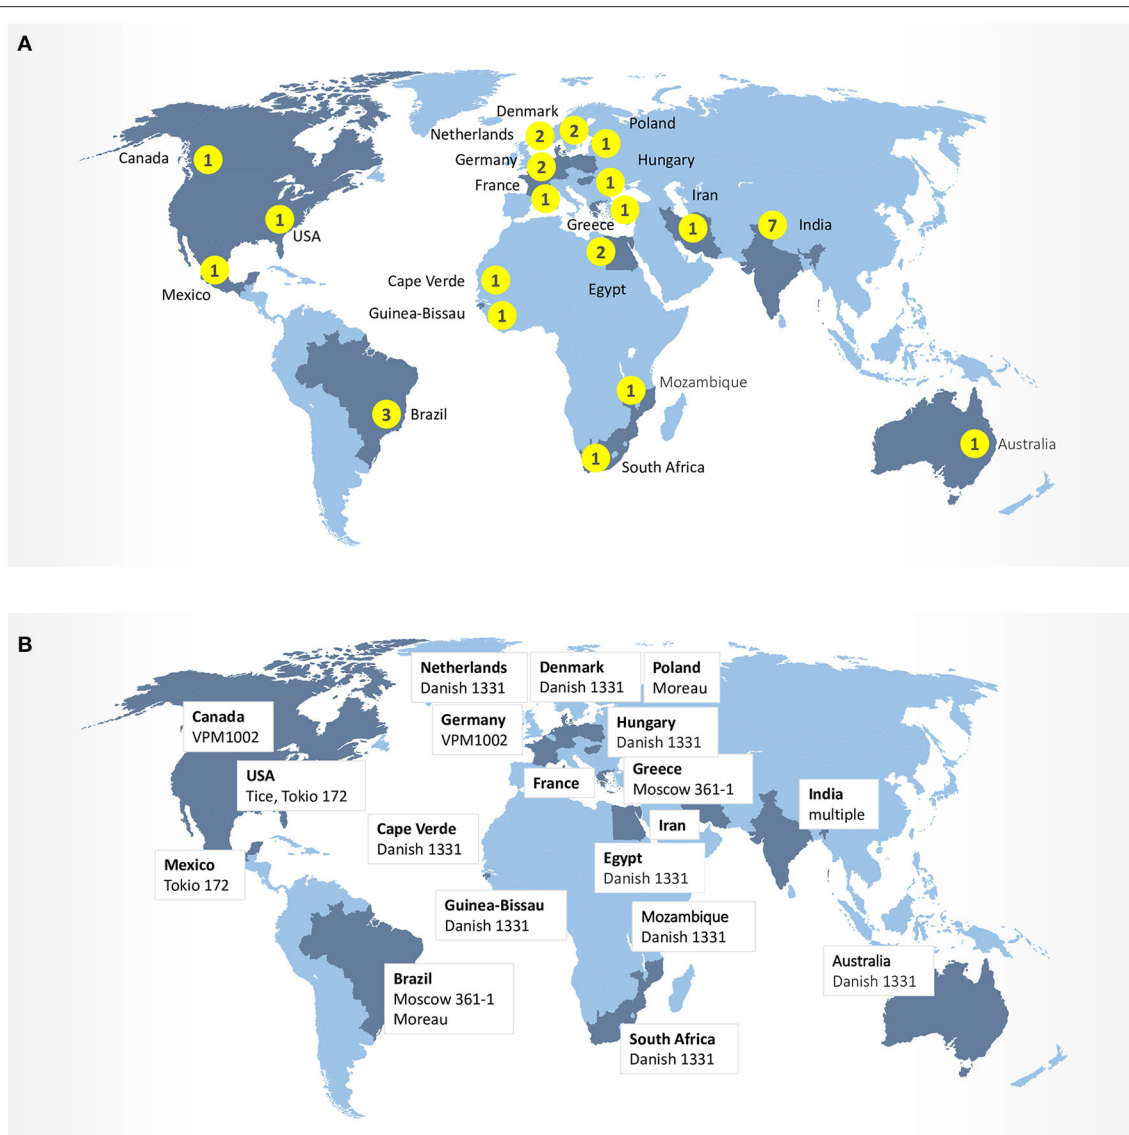 A
Denmark
Poland
Netherlands
2
2
1
Canada
1
Germany
2
Hungary
France
1
1
Iran
1
USA
Greece
1
1
7
India
Mexico
1
2
Egypt
Cape Verde
1
Guinea-Bissau
1
1
Mozambique
3
Brazil
1
South Africa
1
Australia
B
Netherlands
Danish 1331
Denmark
Danish 1331
Poland
Moreau
Canada
VPM1002
Germany
VPM1002
Hungary
Danish 1331
USA
Tice, Tokio 172
France
Greece
Moscow 361-1
India
multiple
Cape Verde
Danish 1331
Iran
Mexico
Tokio 172
Egypt
Danish 1331
Guinea-Bissau
Danish 1331
Mozambique
Danish 1331
Brazil
Moscow 361-1
Moreau
Australia
Danish 1331
South Africa
Danish 1331